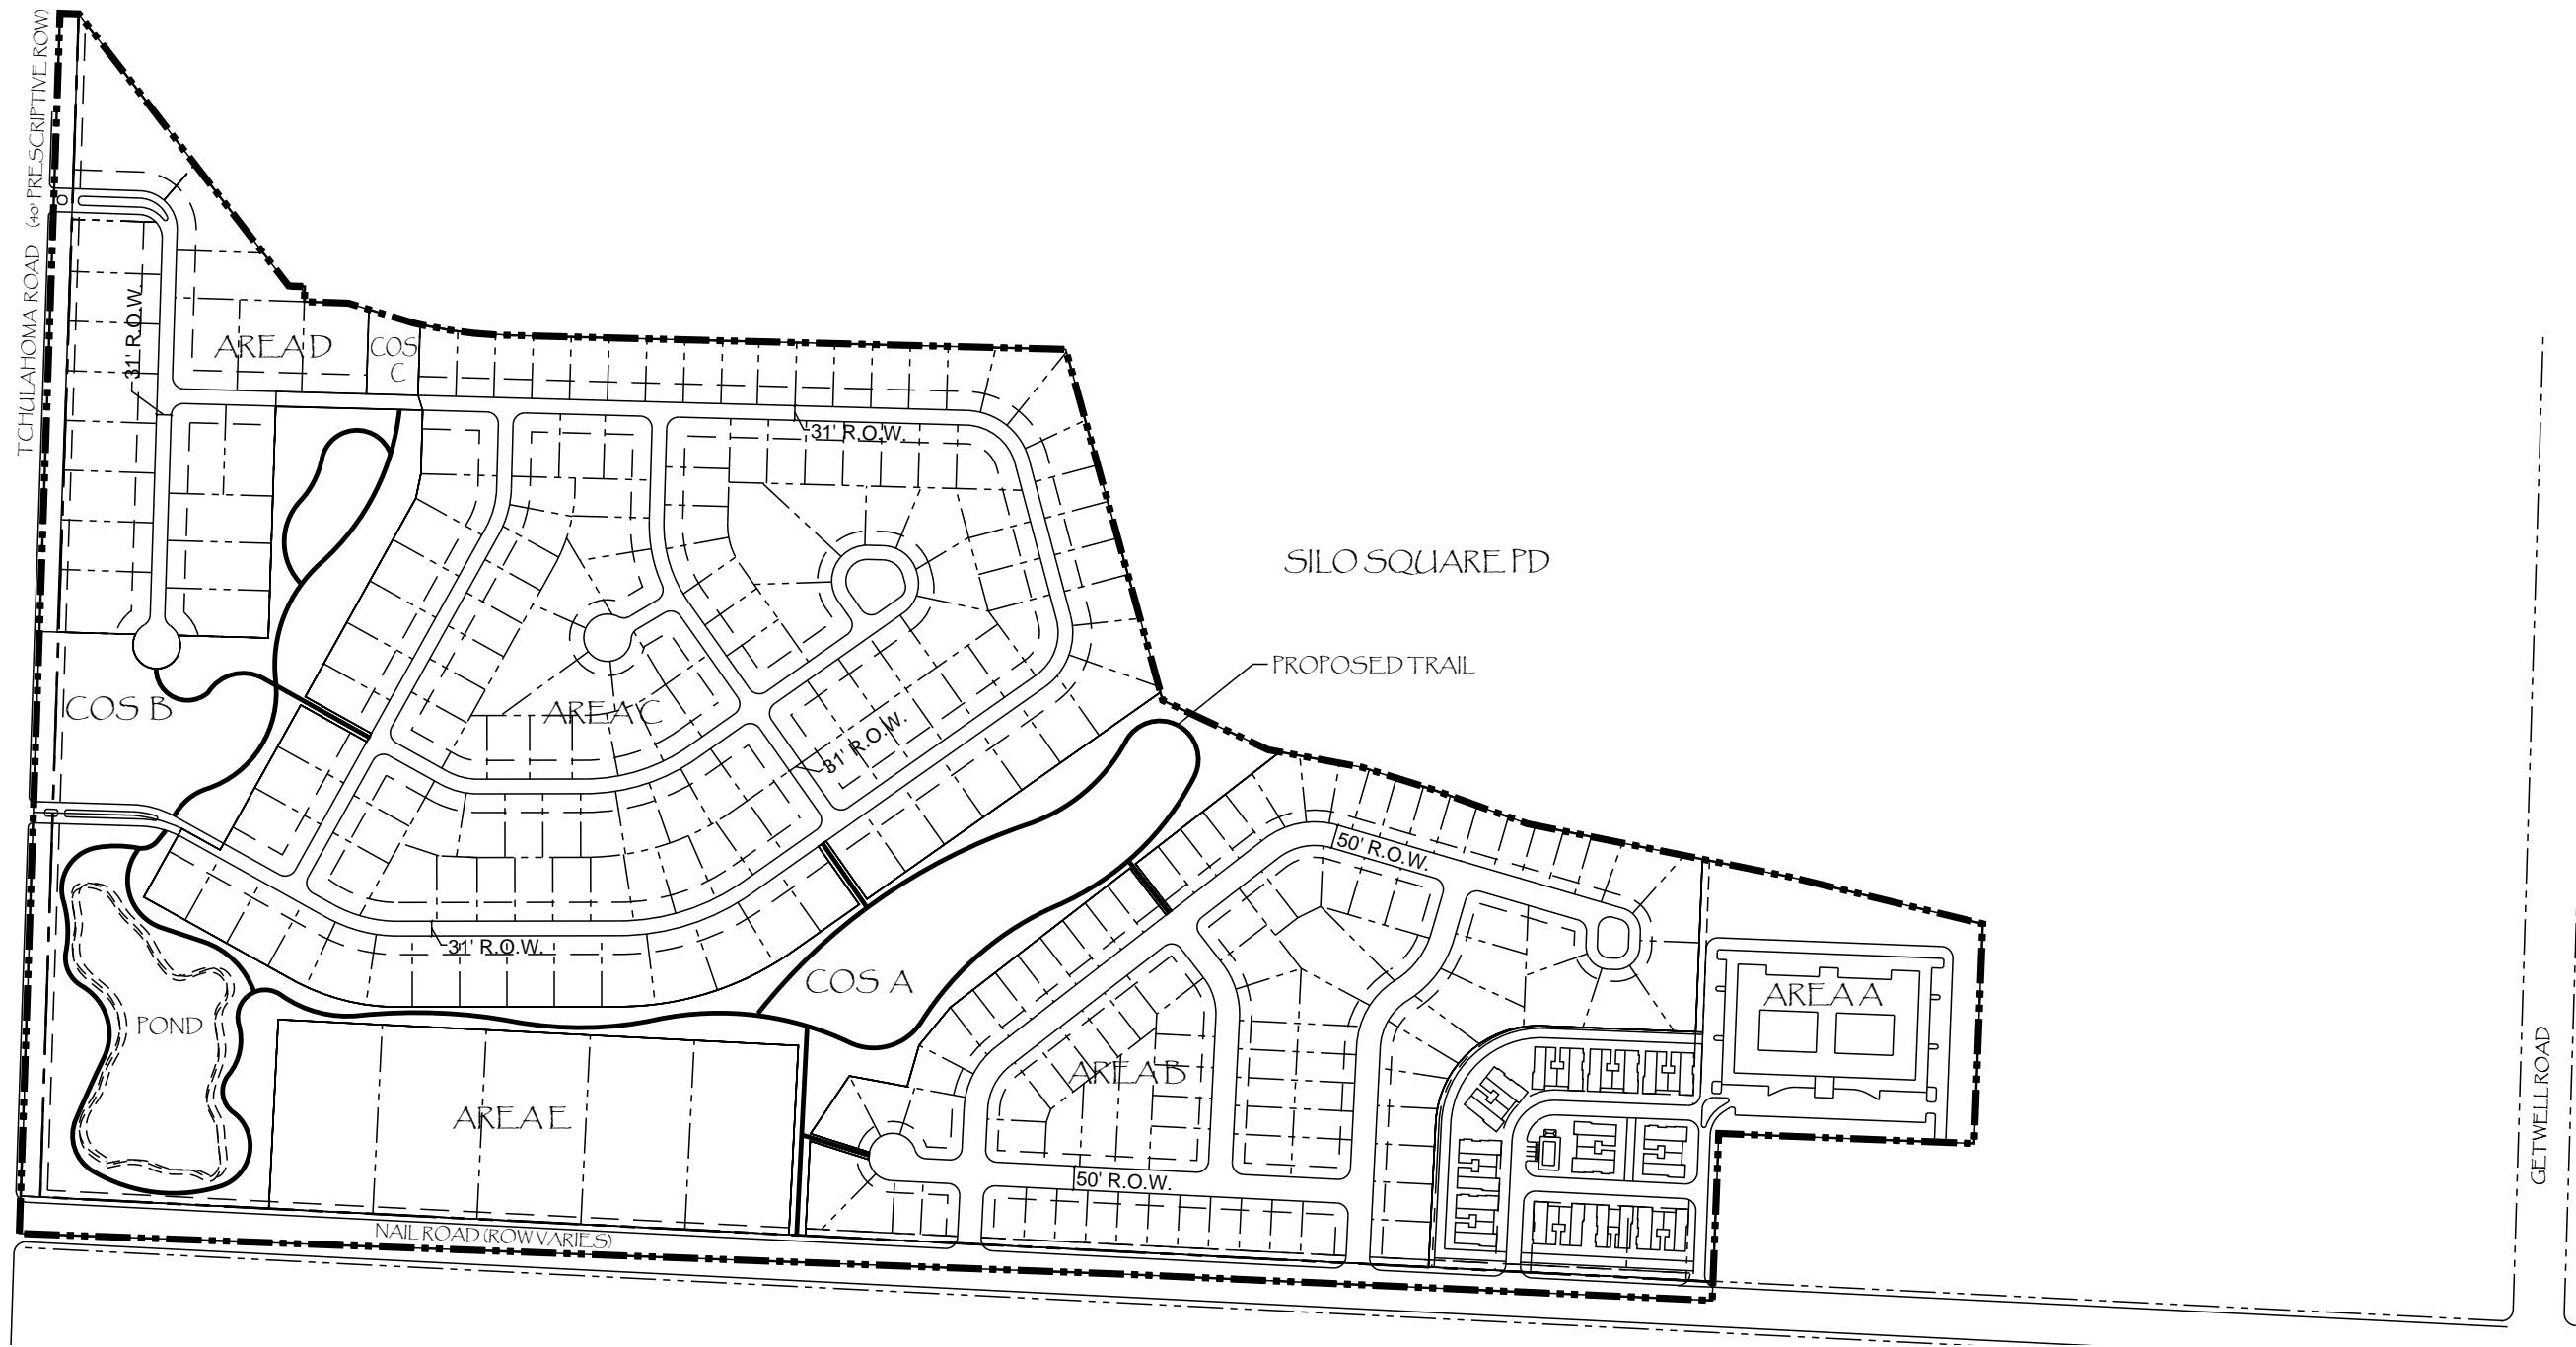 TCHULAHOMA ROAD (40' PRESCRIPTIVE ROW)
31' R.O.W.
AREA D
COS
C
31' R.O.W.
SILO SQUARE PD
PROPOSED TRAIL
COS B
AREA C
31' R.O.W.
50' R.O.W.
31' R.O.W.
COS A
AREA A
POND
AREA B
AREA E
50' R.O.W.
NAIL ROAD (ROW VARIES)
GETWELL ROAD